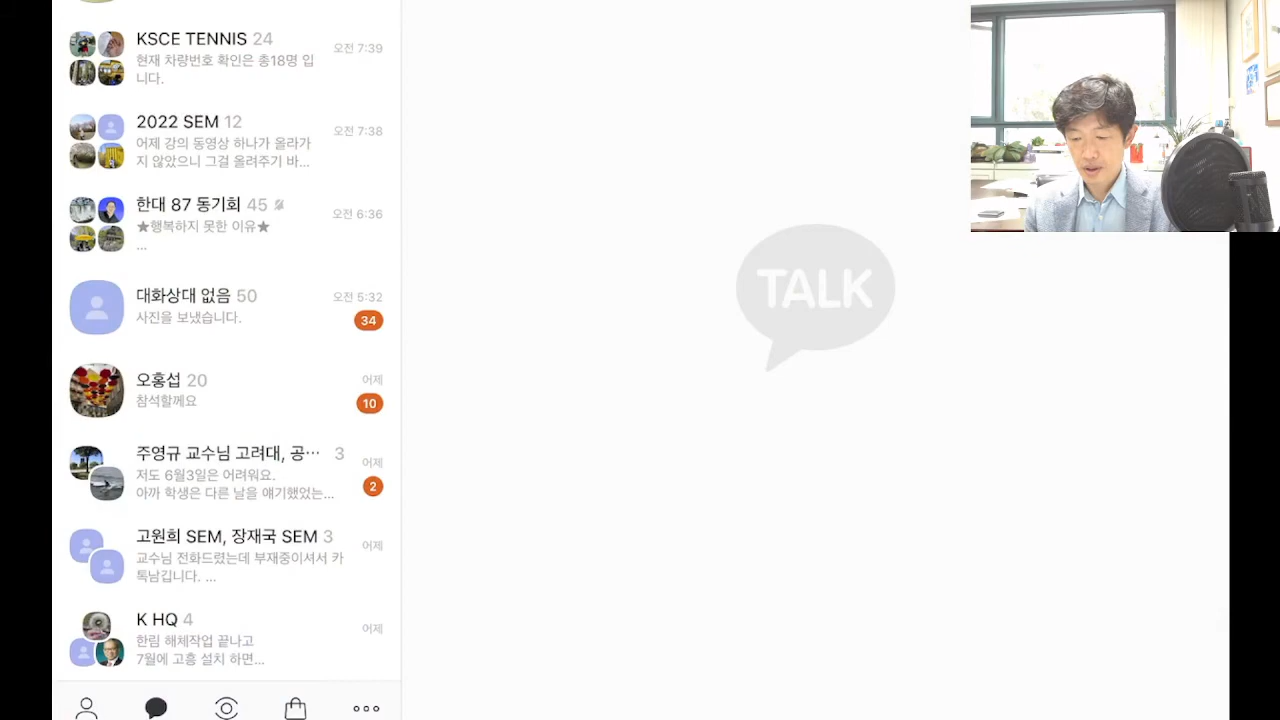 KSCE TENNIS 24
오전 7:39
현재 차량번호 확인은 총18명 입
니다.
2022 SEM 12
오전 7:38
어제 강의 동영상 하나가 올라가
지 않았으니 그걸 올려주기 바...
한대 87 동기회 45
오전 6:36
★행복하지 못한 이유★
...
대화상대 없음 50
오전 5:32
사진을 보냈습니다.
34
오홍섭 20
어제
참석할께요
10
주영규 교수님 고려대, 공… 3
어제
저도 6월3일은 어려워요.
아까 학생은 다른 날을 얘기했었는...
2
고원희 SEM, 장재국 SEM 3
어제
교수님 전화드렸는데 부재중이셔서 카
톡남깁니다. ...
K HQ 4
어제
한림 해체작업 끝나고
7월에 고흥 설치 하면...
TALK